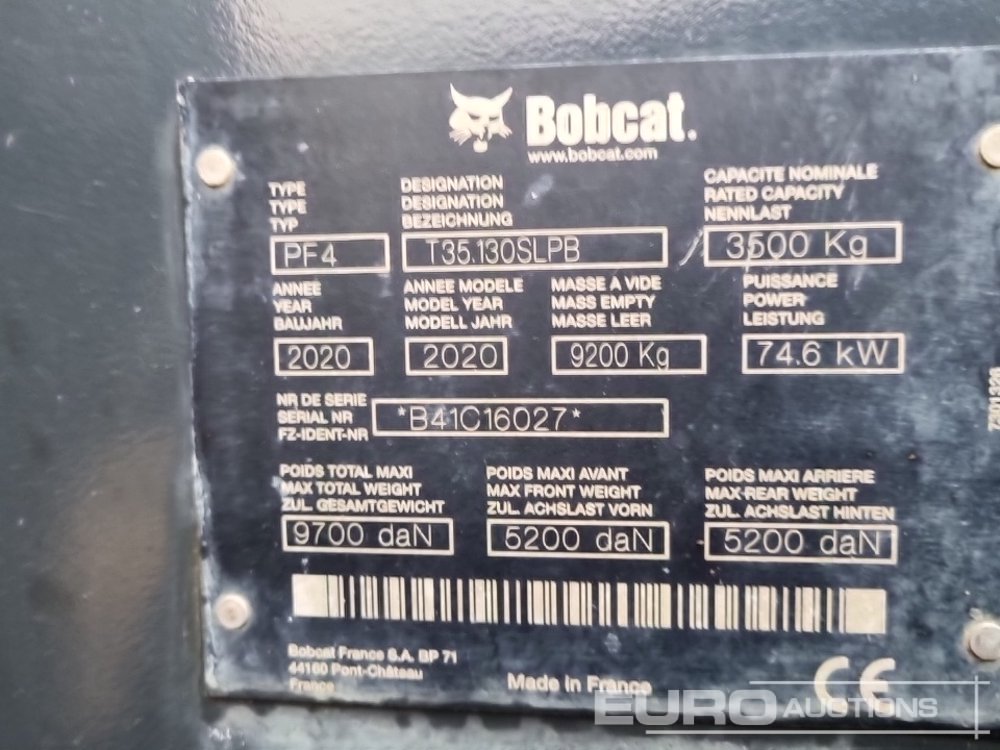 Bobcat.
www.bobcat.com
TYPE
TYPE
TYP
PF4
DESIGNATION
DESIGNATION
BEZEICHNUNG
T35.130SLPB
CAPACITE NOMINALE
RATED CAPACITY
NENNLAST
3500 Kg
ANNEE
YEAR
BAUJAHR
2020
ANNEE MODELE
MODEL YEAR
MODELL JAHR
2020
MASSE A VIDE
MASS EMPTY
MASSE LEER
9200 Kg
PUISSANCE
POWER
LEISTUNG
74.6 kW
NR DE SERIE
SERIAL NR
FZ-IDENT-NR
*B41C16027*
7201326
POIDS TOTAL MAXI
MAX TOTAL WEIGHT
ZUL. GESAMTGEWICHT
9700 daN
POIDS MAXI AVANT
MAX FRONT WEIGHT
ZUL. ACHSLAST VORN
5200 daN
POIDS MAXI ARRIERE
MAX REAR WEIGHT
ZUL. ACHSLAST HINTEN
5200 daN
Bobcat France S.A. BP 71
44160 Pont-Château
France
Made in France
CE
EURO AUCTIONS